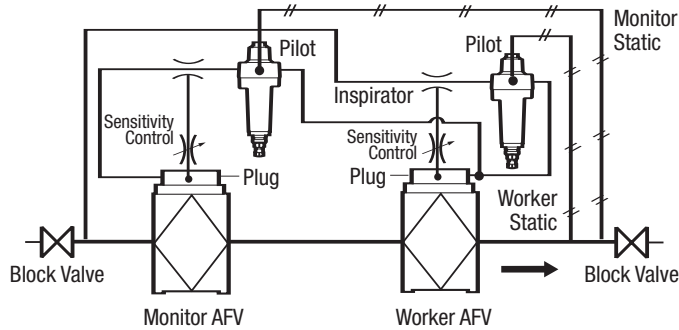 Monitor
Static
Pilot
Pilot
Inspirator
Sensitivity
Control
Sensitivity
Control
Plug
Plug
Worker
Static
Block Valve
Block Valve
Monitor AFV
Worker AFV